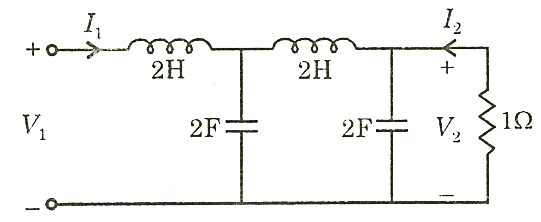 I₁ I₂
+ +
2H 2H
V₁ 2F 2F V₂ 1Ω
– –